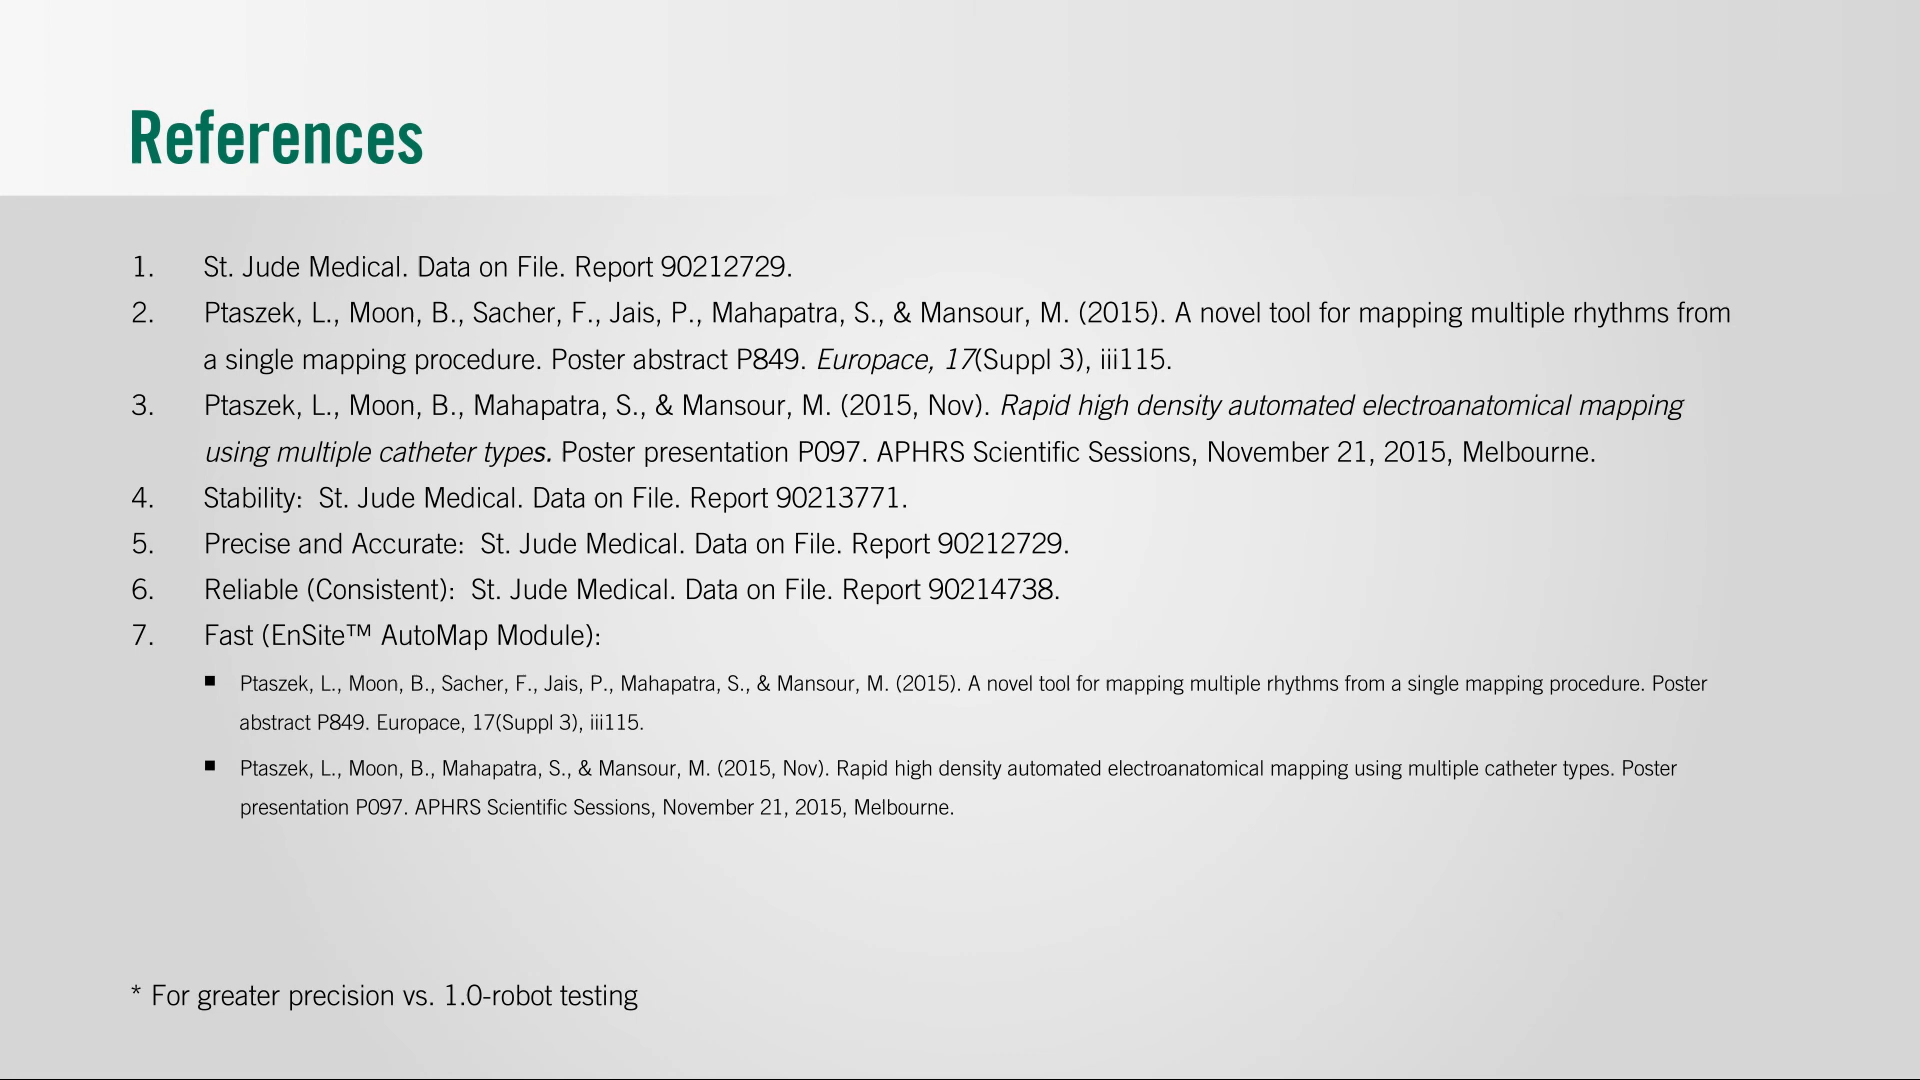 References
1. St. Jude Medical. Data on File. Report 90212729.
2. Ptaszek, L., Moon, B., Sacher, F., Jais, P., Mahapatra, S., & Mansour, M. (2015). A novel tool for mapping multiple rhythms from
a single mapping procedure. Poster abstract P849. Europace, 17(Suppl 3), iii115.
3. Ptaszek, L., Moon, B., Mahapatra, S., & Mansour, M. (2015, Nov). Rapid high density automated electroanatomical mapping
using multiple catheter types. Poster presentation P097. APHRS Scientific Sessions, November 21, 2015, Melbourne.
4. Stability:  St. Jude Medical. Data on File. Report 90213771.
5. Precise and Accurate:  St. Jude Medical. Data on File. Report 90212729.
6. Reliable (Consistent):  St. Jude Medical. Data on File. Report 90214738.
7. Fast (EnSite™ AutoMap Module):
■ Ptaszek, L., Moon, B., Sacher, F., Jais, P., Mahapatra, S., & Mansour, M. (2015). A novel tool for mapping multiple rhythms from a single mapping procedure. Poster
abstract P849. Europace, 17(Suppl 3), iii115.
■ Ptaszek, L., Moon, B., Mahapatra, S., & Mansour, M. (2015, Nov). Rapid high density automated electroanatomical mapping using multiple catheter types. Poster
presentation P097. APHRS Scientific Sessions, November 21, 2015, Melbourne.
* For greater precision vs. 1.0-robot testing